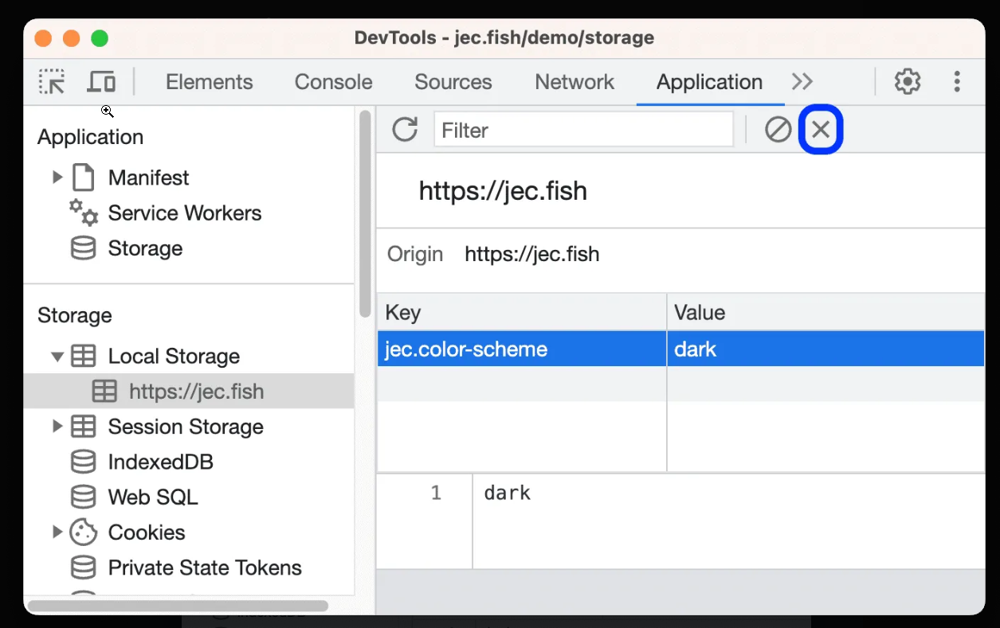 DevTools - jec.fish/demo/storage
Elements Console Sources Network Application
Application
Manifest
Service Workers
Storage
Storage
Local Storage
https://jec.fish
Session Storage
IndexedDB
Web SQL
Cookies
Private State Tokens
Filter
https://jec.fish
Origin https://jec.fish
Key Value
jec.color-scheme dark
1 dark